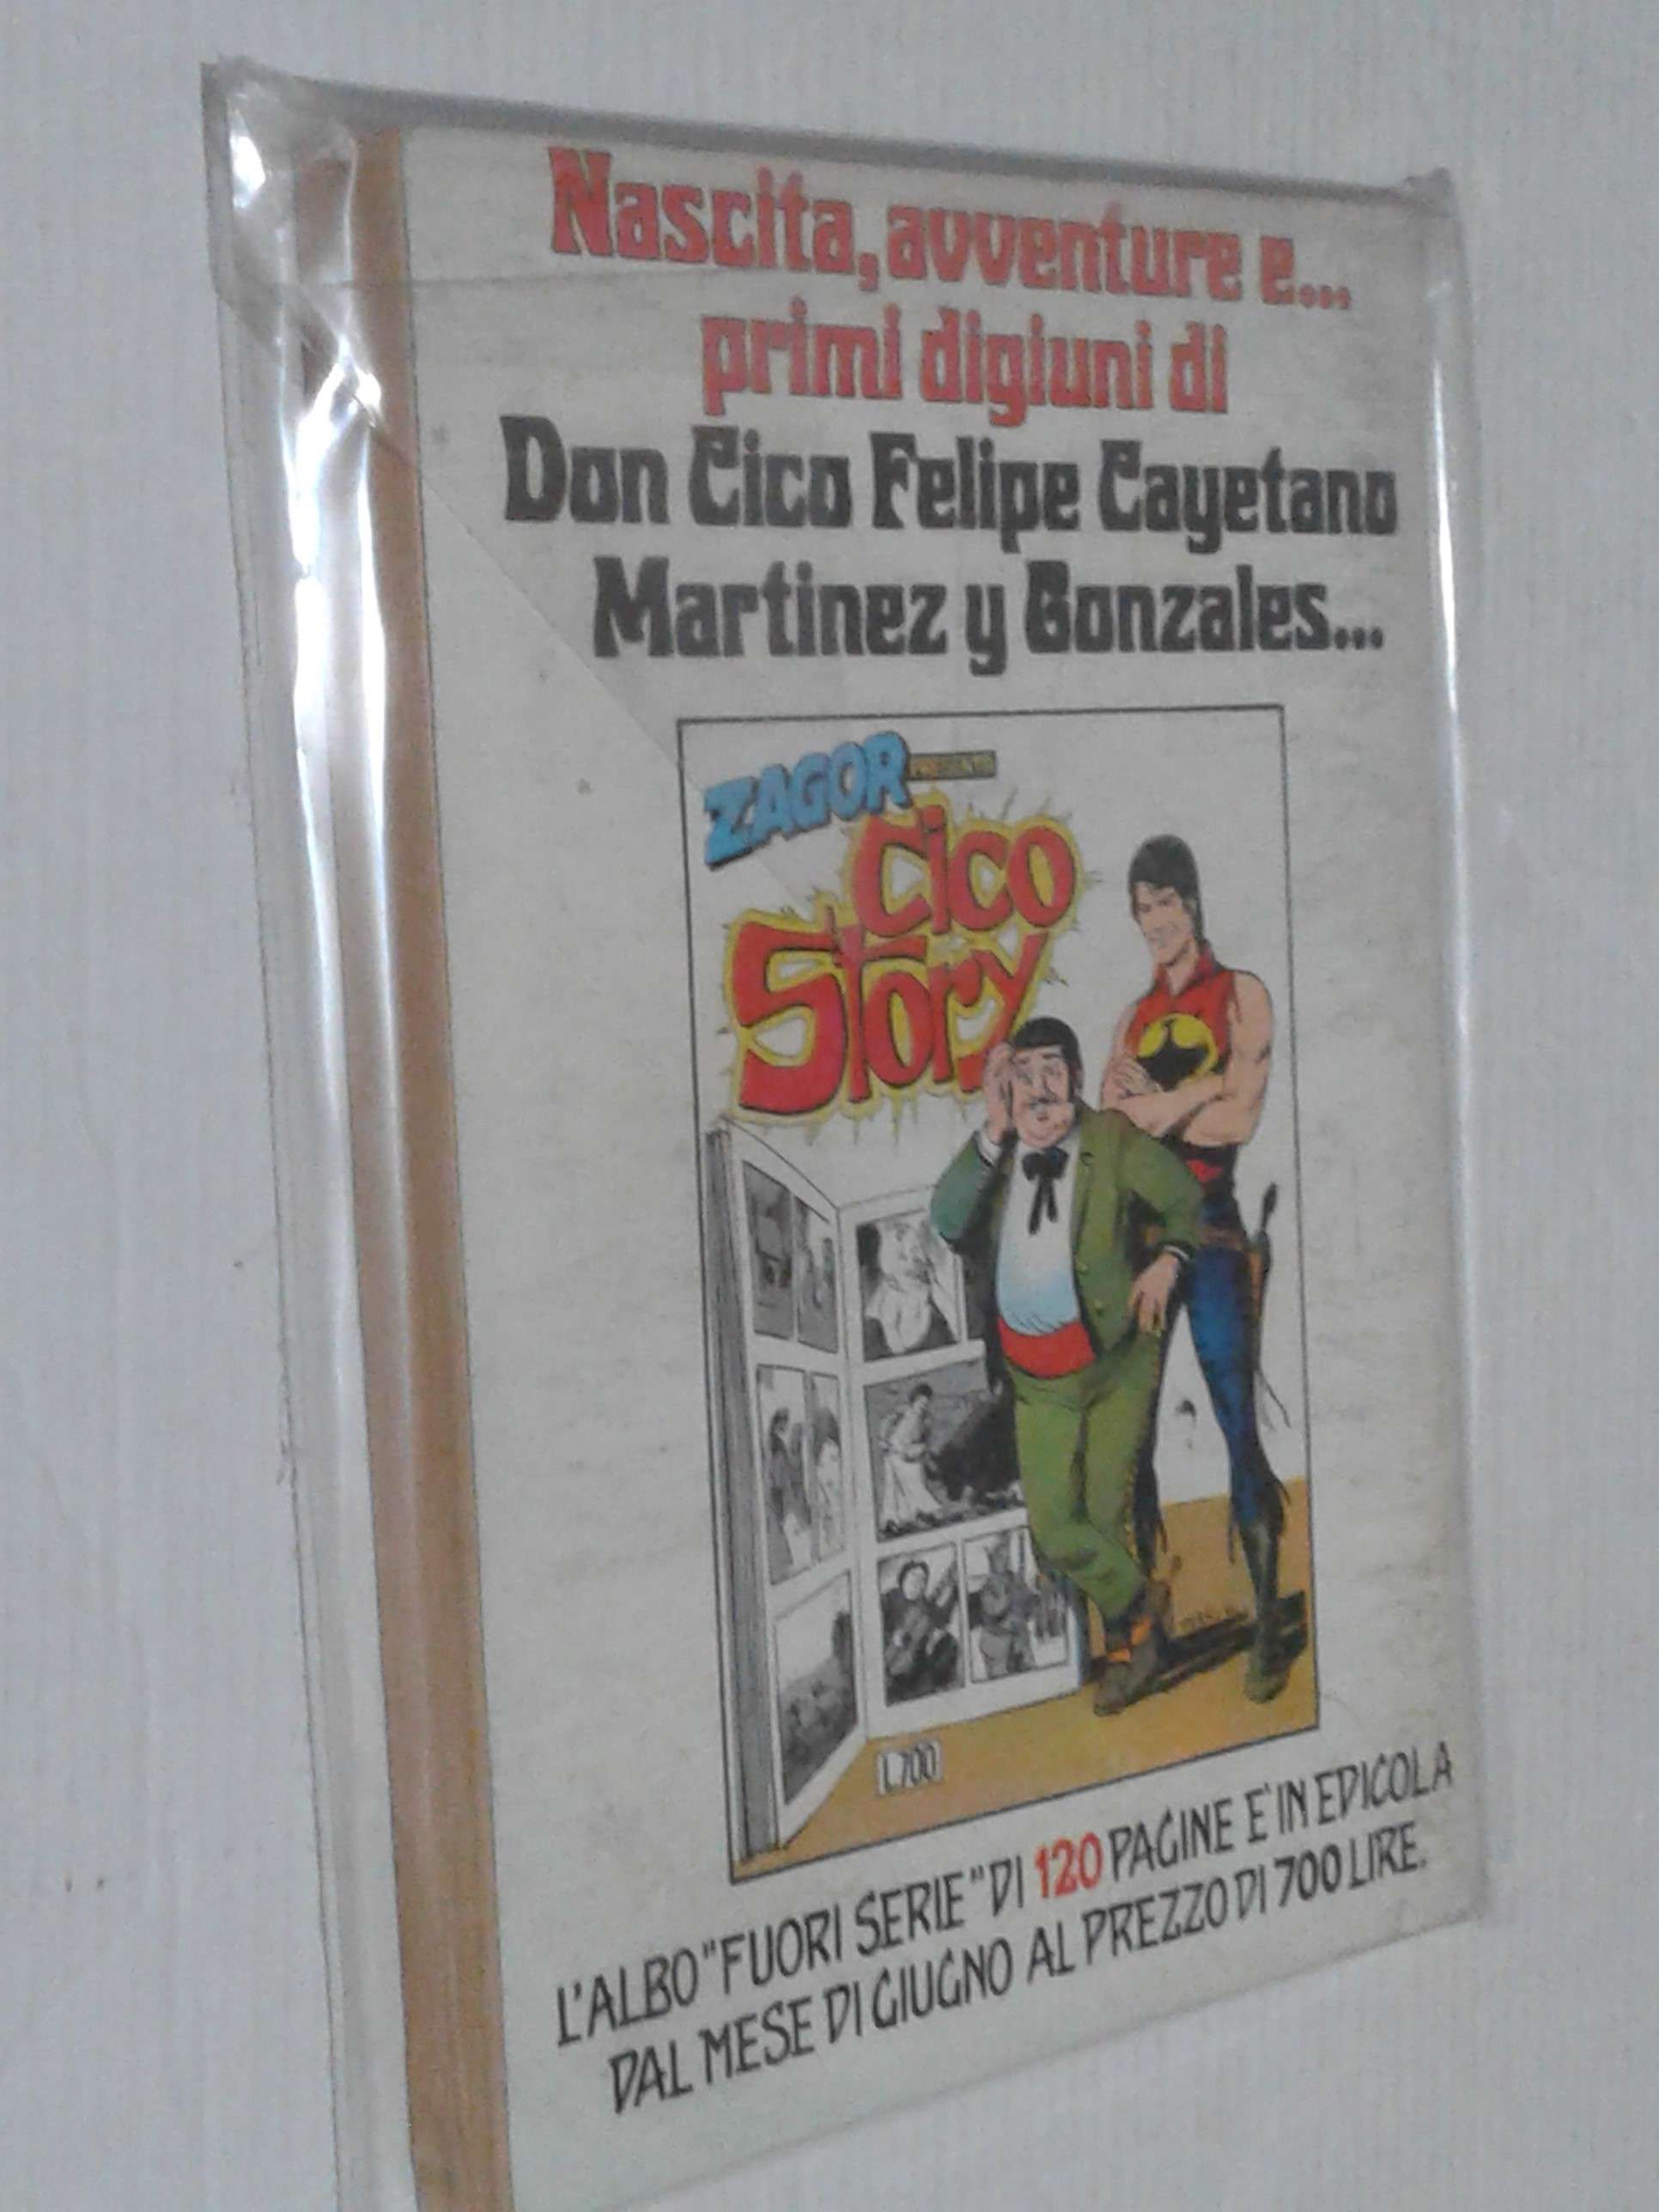 Nascita, avventure e...
primi digiuni di
Don Cico Felipe Cayetano
Martinez y Gonzales...
ZAGOR PRESENTA
Cico
Story
L.700
L'ALBO "FUORI SERIE" DI 120 PAGINE E' IN EDICOLA
DAL MESE DI GIUGNO AL PREZZO DI 700 LIRE.